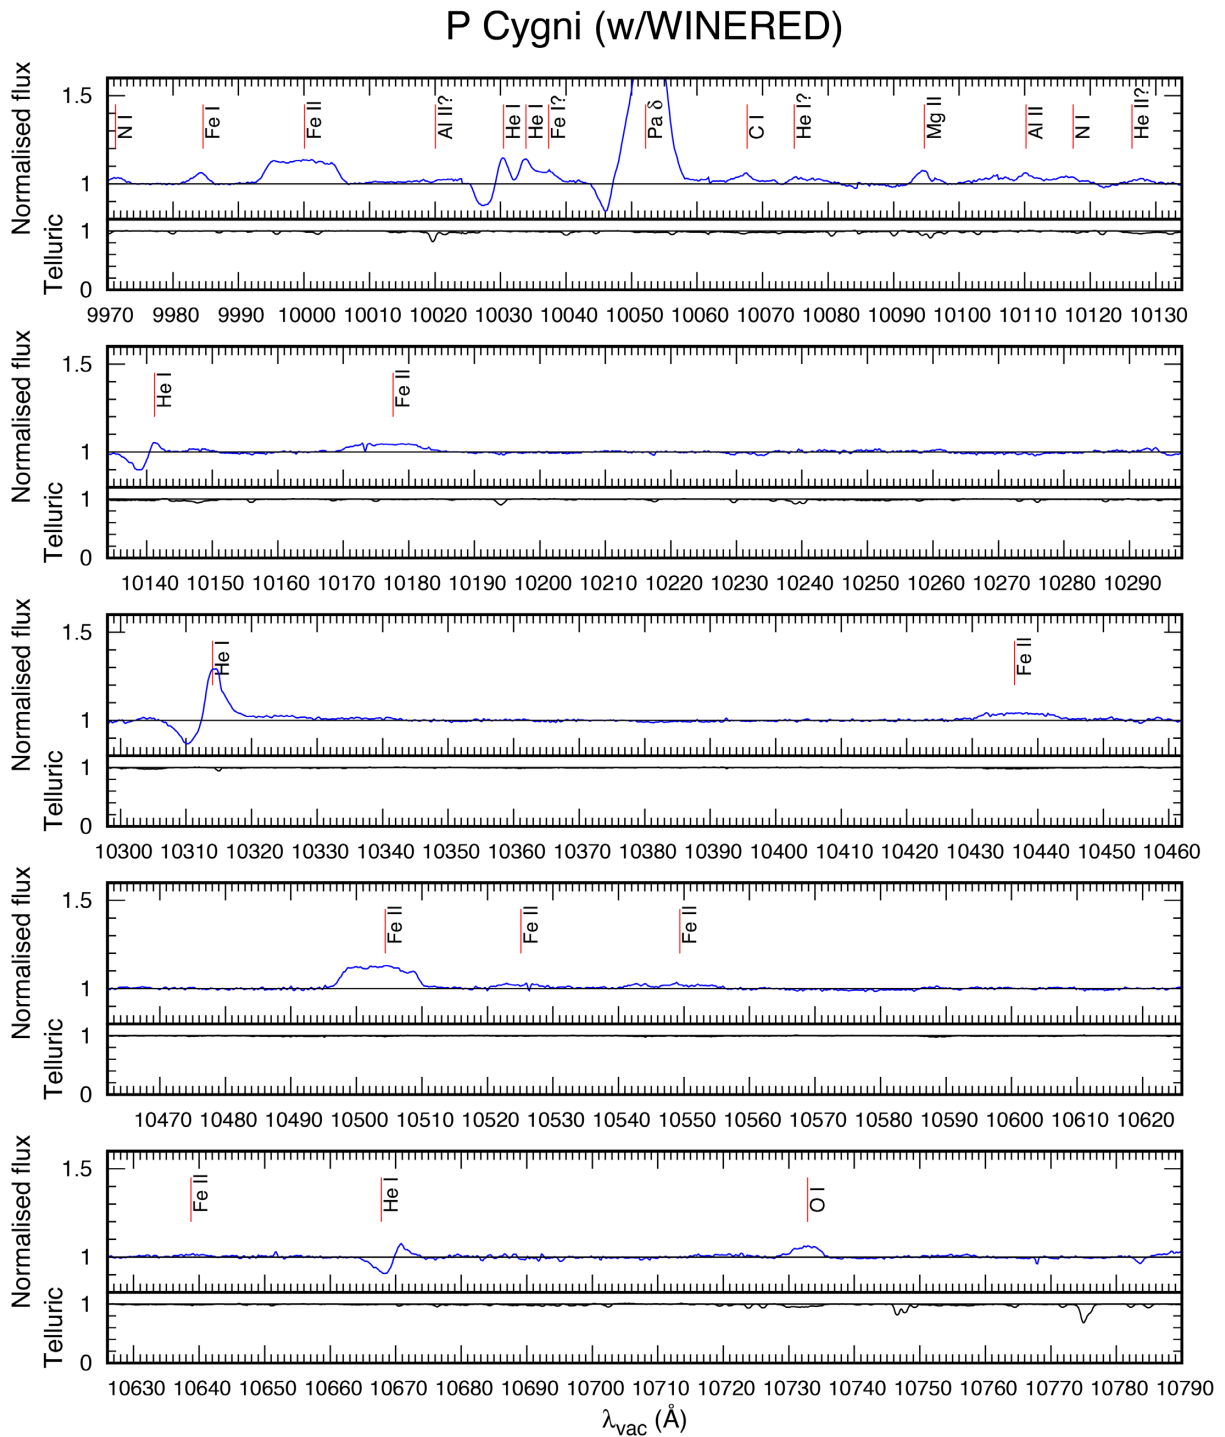 P Cygni (w/WINERED)
Normalised flux
1.5
1
N I
Fe I
Fe II
Al II?
He I
He I
Fe I?
Pa δ
C I
He I?
Mg II
Al II
N I
He II?
Telluric
1
0
9970 9980 9990 10000 10010 10020 10030 10040 10050 10060 10070 10080 10090 10100 10110 10120 10130
Normalised flux
1.5
1
He I
Fe II
Telluric
1
0
10140 10150 10160 10170 10180 10190 10200 10210 10220 10230 10240 10250 10260 10270 10280 10290
Normalised flux
1.5
1
He I
Fe II
Telluric
1
0
10300 10310 10320 10330 10340 10350 10360 10370 10380 10390 10400 10410 10420 10430 10440 10450 10460
Normalised flux
1.5
1
Fe II
Fe II
Fe II
Telluric
1
0
10470 10480 10490 10500 10510 10520 10530 10540 10550 10560 10570 10580 10590 10600 10610 10620
Normalised flux
1.5
1
Fe II
He I
O I
Telluric
1
0
10630 10640 10650 10660 10670 10680 10690 10700 10710 10720 10730 10740 10750 10760 10770 10780 10790
λvac (Å)